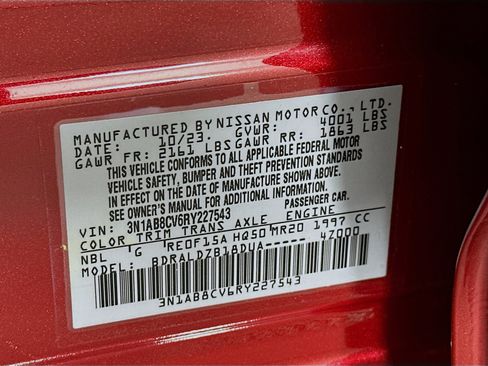 MANUFACTURED BY NISSAN MOTOR CO., LTD.
DATE: 10/23, GVWR: 4001 LBS
GAWR FR: 2161 LBS GAWR RR: 1863 LBS
THIS VEHICLE CONFORMS TO ALL APPLICABLE FEDERAL MOTOR
VEHICLE SAFETY, BUMPER AND THEFT PREVENTION STANDARDS
IN EFFECT ON THE DATE OF MANUFACTURE SHOWN ABOVE.
SEE OWNER'S MANUAL FOR ADDITIONAL INFORMATION.
VIN: 3N1AB8CV6RY227543 PASSENGER CAR.
COLOR TRIM TRANS AXLE ENGINE
NBL G RE0F15A HQ50 MR20 1997 CC
MODEL: BDRALDZB18DUA 47000
3N1AB8CV6RY227543